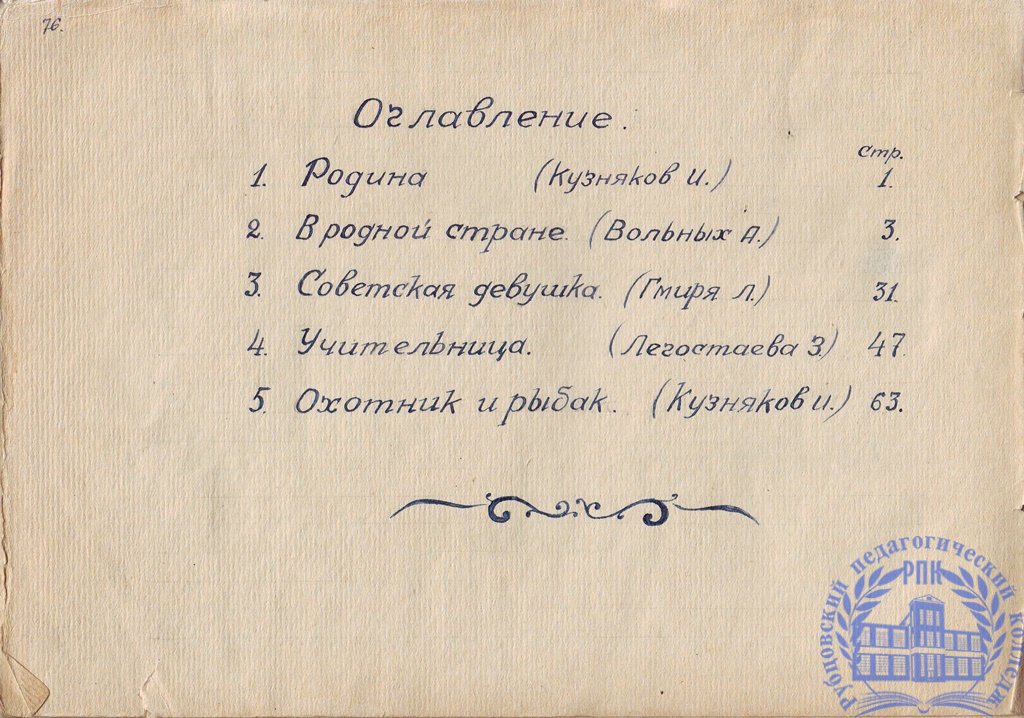 76.
Оглавление.
стр.
1. Родина (Кузняков И.) 1.
2. В родной стране. (Вольных А.) 3.
3. Советская девушка. (Гмиря Л.) 31.
4. Учительница. (Легостаева З.) 47.
5. Охотник и рыбак. (Кузняков И.) 63.
Рубцовский педагогический колледж
РПК